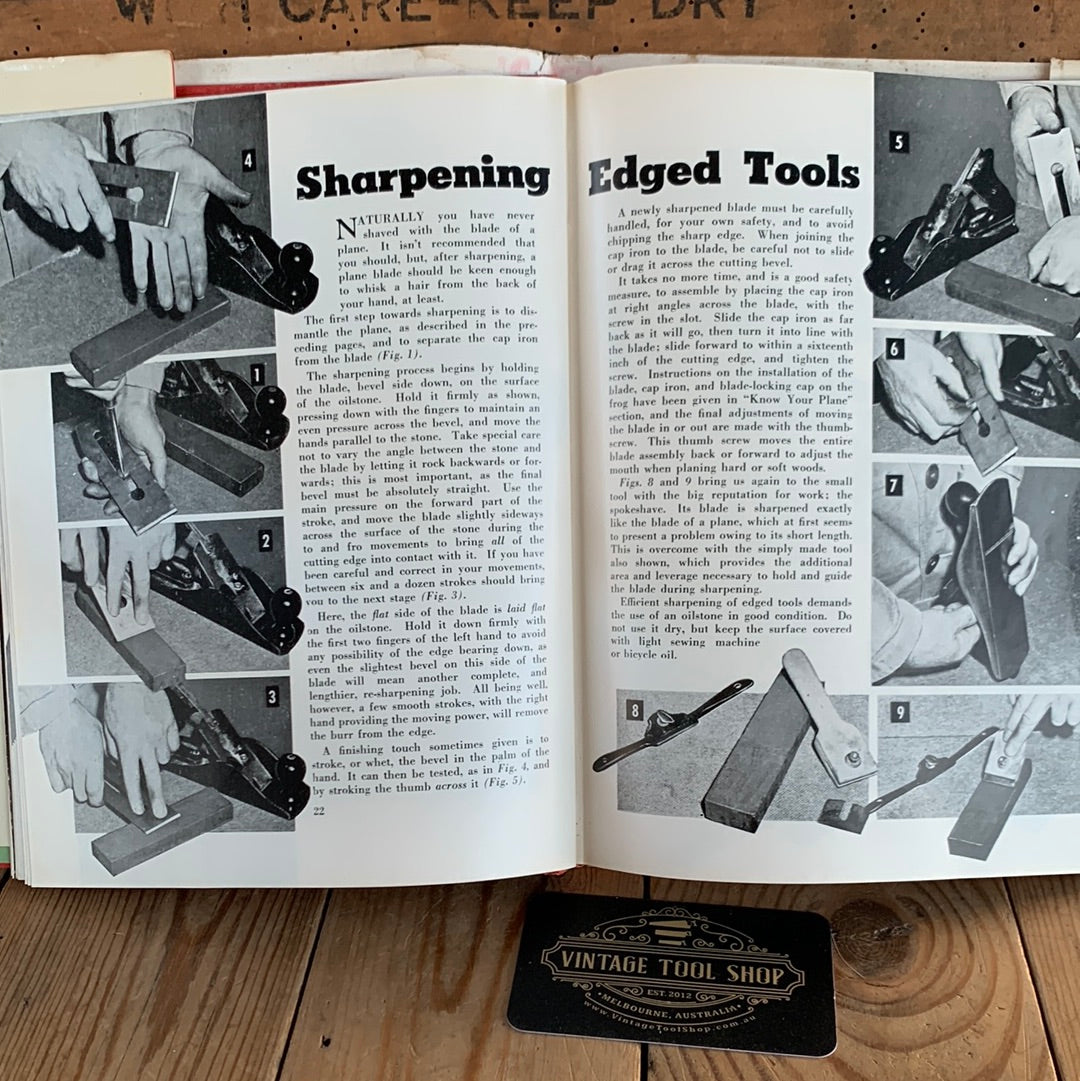 CARE-KEEP DRY
4
1
2
3
Sharpening
NATURALLY you have never
shaved with the blade of a
plane. It isn't recommended that
you should, but, after sharpening, a
plane blade should be keen enough
to whisk a hair from the back of
your hand, at least.
The first step towards sharpening is to dis-
mantle the plane, as described in the pre-
ceding pages, and to separate the cap iron
from the blade (Fig. 1).
The sharpening process begins by holding
the blade, bevel side down, on the surface
of the oilstone. Hold it firmly as shown,
pressing down with the fingers to maintain an
even pressure across the bevel, and move the
hands parallel to the stone. Take special care
not to vary the angle between the stone and
the blade by letting it rock backwards or for-
wards; this is most important, as the final
bevel must be absolutely straight. Use the
main pressure on the forward part of the
stroke, and move the blade slightly sideways
across the surface of the stone during the
to and fro movements to bring all of the
cutting edge into contact with it. If you have
been careful and correct in your movements,
between six and a dozen strokes should bring
you to the next stage (Fig. 3).
Here, the flat side of the blade is laid flat
on the oilstone. Hold it down firmly with
the first two fingers of the left hand to avoid
any possibility of the edge bearing down, as
even the slightest bevel on this side of the
blade will mean another complete, and
lengthier, re-sharpening job. All being well,
however, a few smooth strokes, with the right
hand providing the moving power, will remove
the burr from the edge.
A finishing touch sometimes given is to
stroke, or whet, the bevel in the palm of the
hand. It can then be tested, as in Fig. 4, and
by stroking the thumb across it (Fig. 5).
22
Edged Tools
A newly sharpened blade must be carefully
handled, for your own safety, and to avoid
chipping the sharp edge. When joining the
cap iron to the blade, be careful not to slide
or drag it across the cutting bevel.
It takes no more time, and is a good safety
measure, to assemble by placing the cap iron
at right angles across the blade, with the
screw in the slot. Slide the cap iron as far
back as it will go, then turn it into line with
the blade; slide forward to within a sixteenth
inch of the cutting edge, and tighten the
screw. Instructions on the installation of the
blade, cap iron, and blade-locking cap on the
frog have been given in "Know Your Plane"
section, and the final adjustments of moving
the blade in or out are made with the thumb-
screw. This thumb screw moves the entire
blade assembly back or forward to adjust the
mouth when planing hard or soft woods.
Figs. 8 and 9 bring us again to the small
tool with the big reputation for work; the
spokeshave. Its blade is sharpened exactly
like the blade of a plane, which at first seems
to present a problem owing to its short length.
This is overcome with the simply made tool
also shown, which provides the additional
area and leverage necessary to hold and guide
the blade during sharpening.
Efficient sharpening of edged tools demands
the use of an oilstone in good condition. Do
not use it dry, but keep the surface covered
with light sewing machine
or bicycle oil.
5
6
7
8
9
VINTAGE TOOL SHOP
EST. 2012
•MELBOURNE, AUSTRALIA•
www.VintageToolShop.com.au